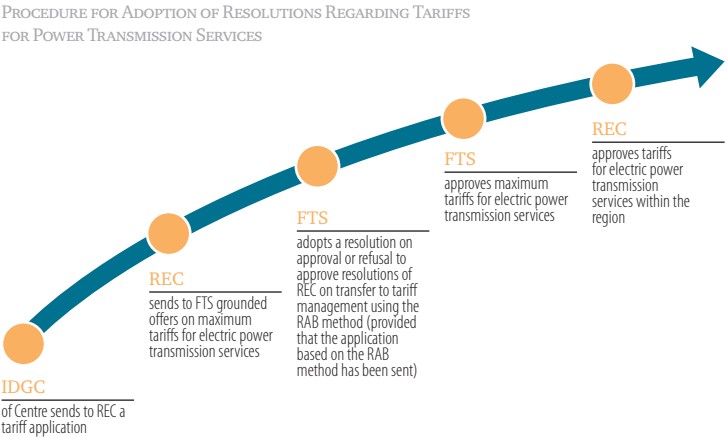 Procedure for Adoption of Resolutions Regarding Tariffs
for Power Transmission Services
IDGC
of Centre sends to REC a
tariff application
REC
sends to FTS grounded
offers on maximum
tariffs for electric power
transmission services
FTS
adopts a resolution on
approval or refusal to
approve resolutions of
REC on transfer to tariff
management using the
RAB method (provided
that the application
based on the RAB
method has been sent)
FTS
approves maximum
tariffs for electric power
transmission services
REC
approves tariffs
for electric power
transmission
services within the
region